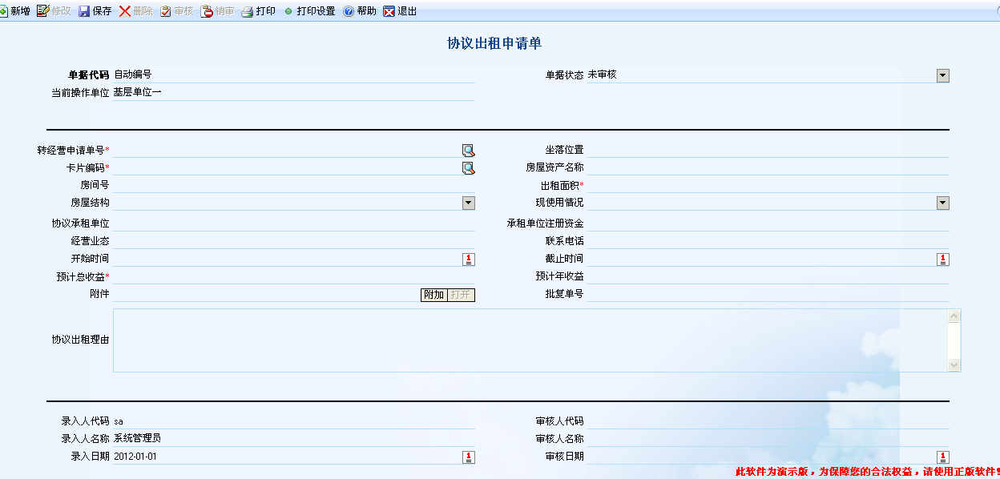 新增 修改 保存 删除 审核 销审 打印 打印设置 帮助 退出
协议出租申请单
单据代码 自动编号 单据状态 未审核
当前操作单位 基层单位一
转经营申请单号* 坐落位置
卡片编码* 房屋资产名称
房间号 出租面积*
房屋结构 现使用情况
协议承租单位 承租单位注册资金
经营业态 联系电话
开始时间 1 截止时间 1
预计总收益* 预计年收益
附件 附加 打开 批复单号
协议出租理由
录入人代码 sa 审核人代码
录入人名称 系统管理员 审核人名称
录入日期 2012-01-01 1 审核日期 1
此软件为演示版，为保障您的合法权益，请使用正版软件